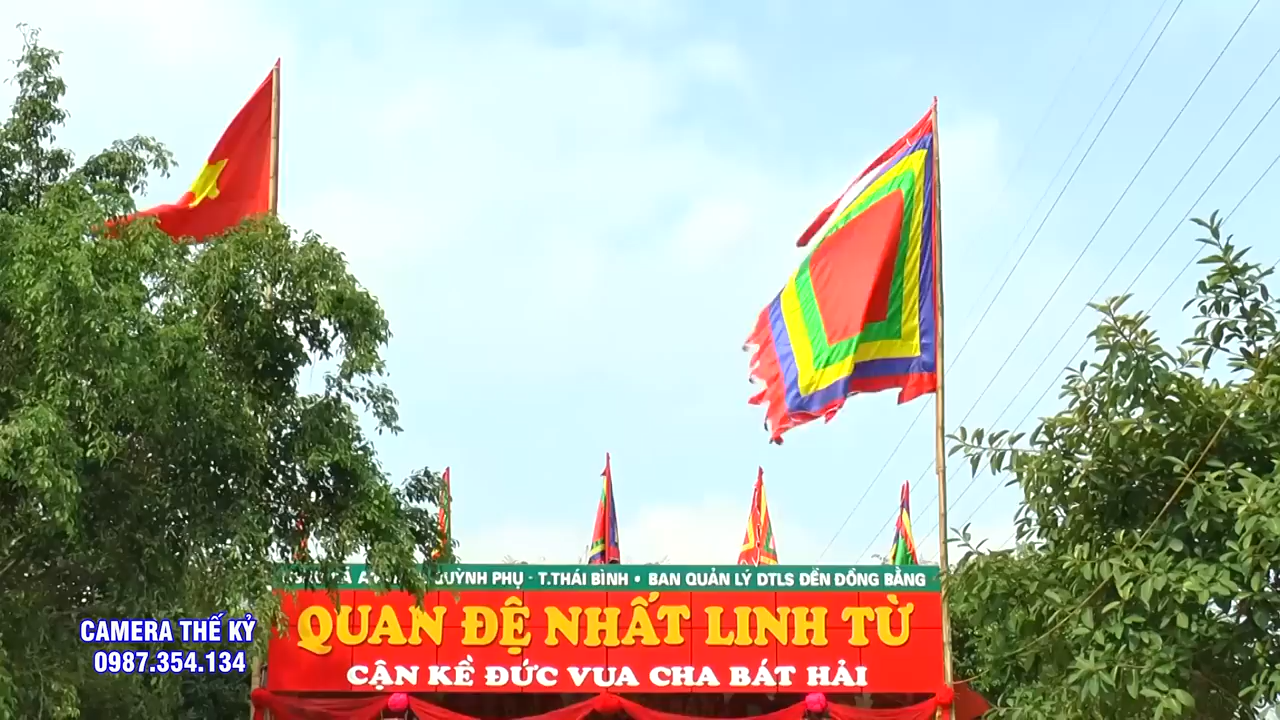 QUỲNH PHỤ - T.THÁI BÌNH • BAN QUẢN LÝ DTLS ĐỀN ĐỒNG BẰNG
QUAN ĐỆ NHẤT LINH TỪ
CẬN KỀ ĐỨC VUA CHA BÁT HẢI
CAMERA THẾ KỶ
0987.354.134